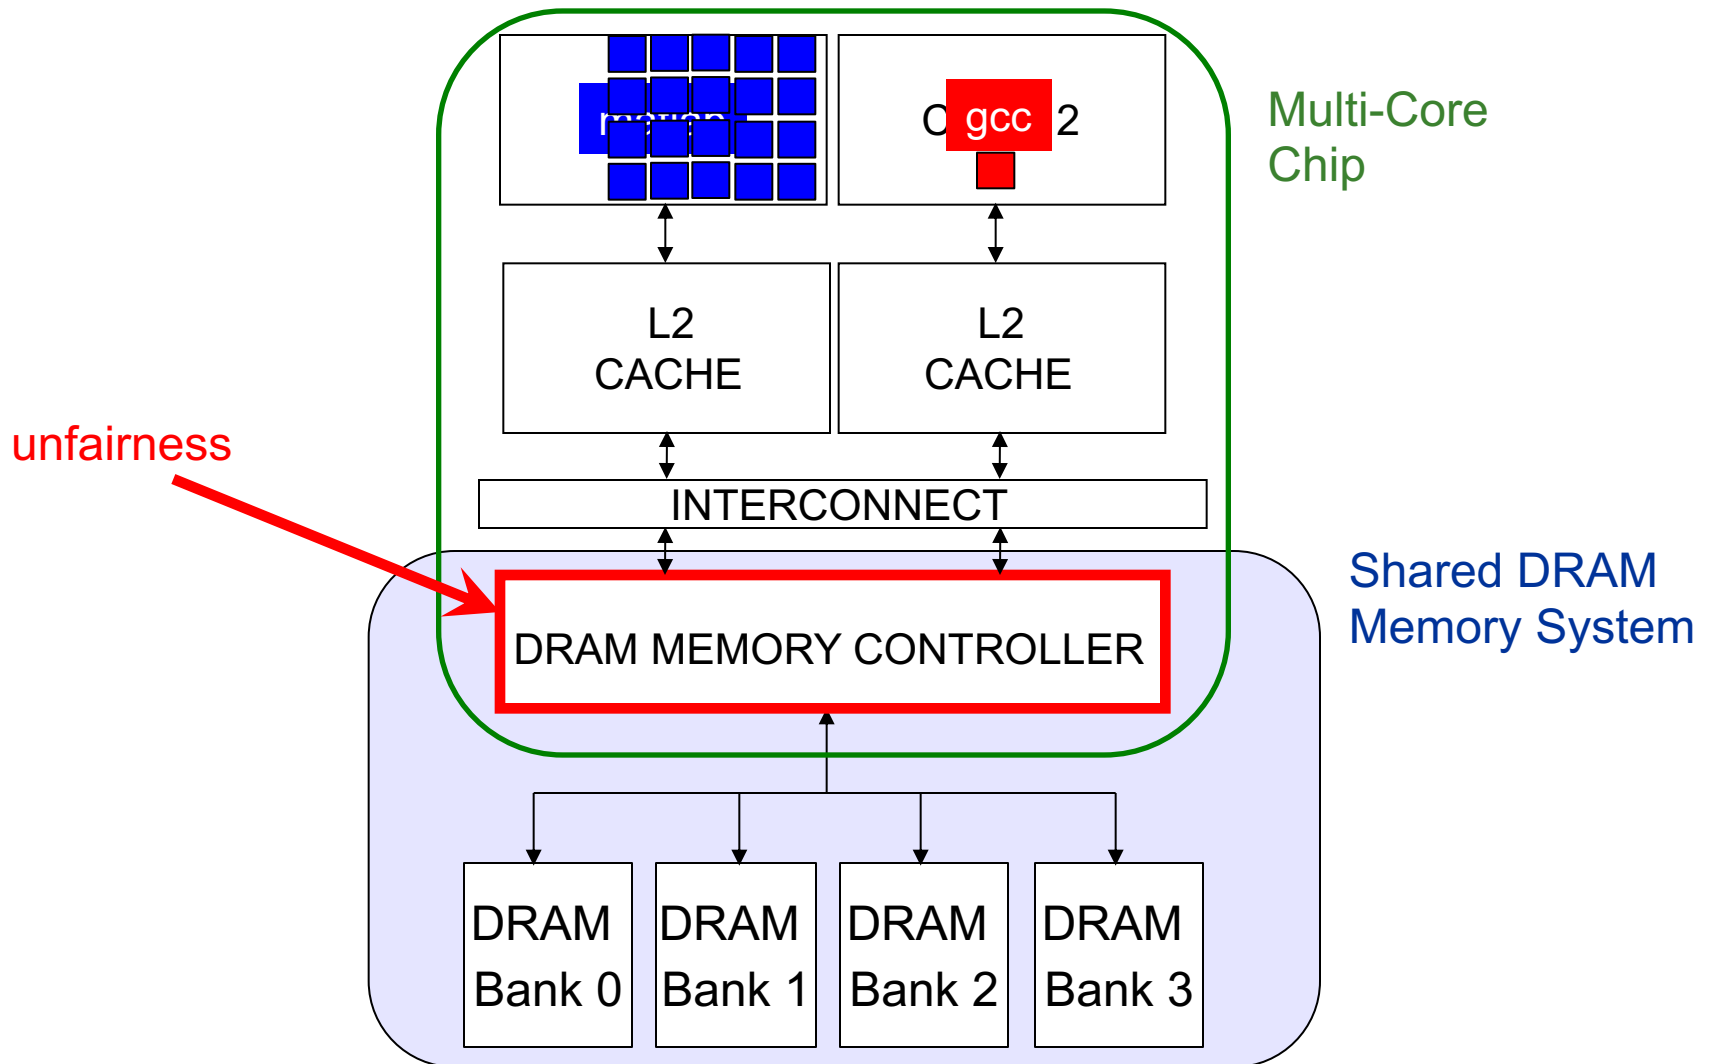 gcc
2
Multi-Core
Chip
L2
CACHE
L2
CACHE
unfairness
INTERCONNECT
Shared DRAM
Memory System
DRAM MEMORY CONTROLLER
DRAM
Bank 0
DRAM
Bank 1
DRAM
Bank 2
DRAM
Bank 3